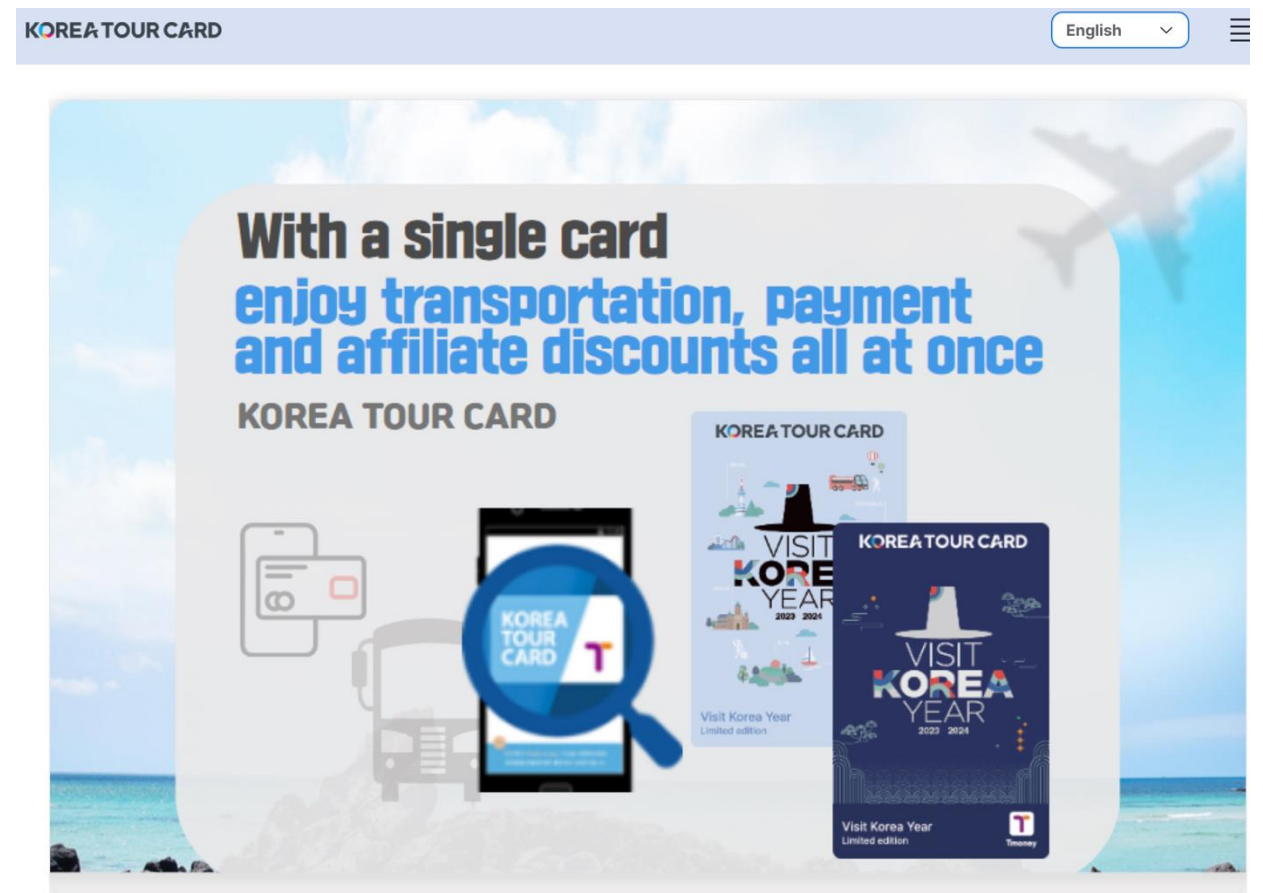 KOREA TOUR CARD
English
With a single card
enjoy transportation, payment
and affiliate discounts all at once
KOREA TOUR CARD
KOREA
TOUR
CARD
T
KOREA TOUR CARD
VISIT
KORE
YEAR
2023 2024
Visit Korea Year
Limited edition
KOREA TOUR CARD
VISIT
KOREA
YEAR
2023 2024
Visit Korea Year
Limited edition
T
Tmoney